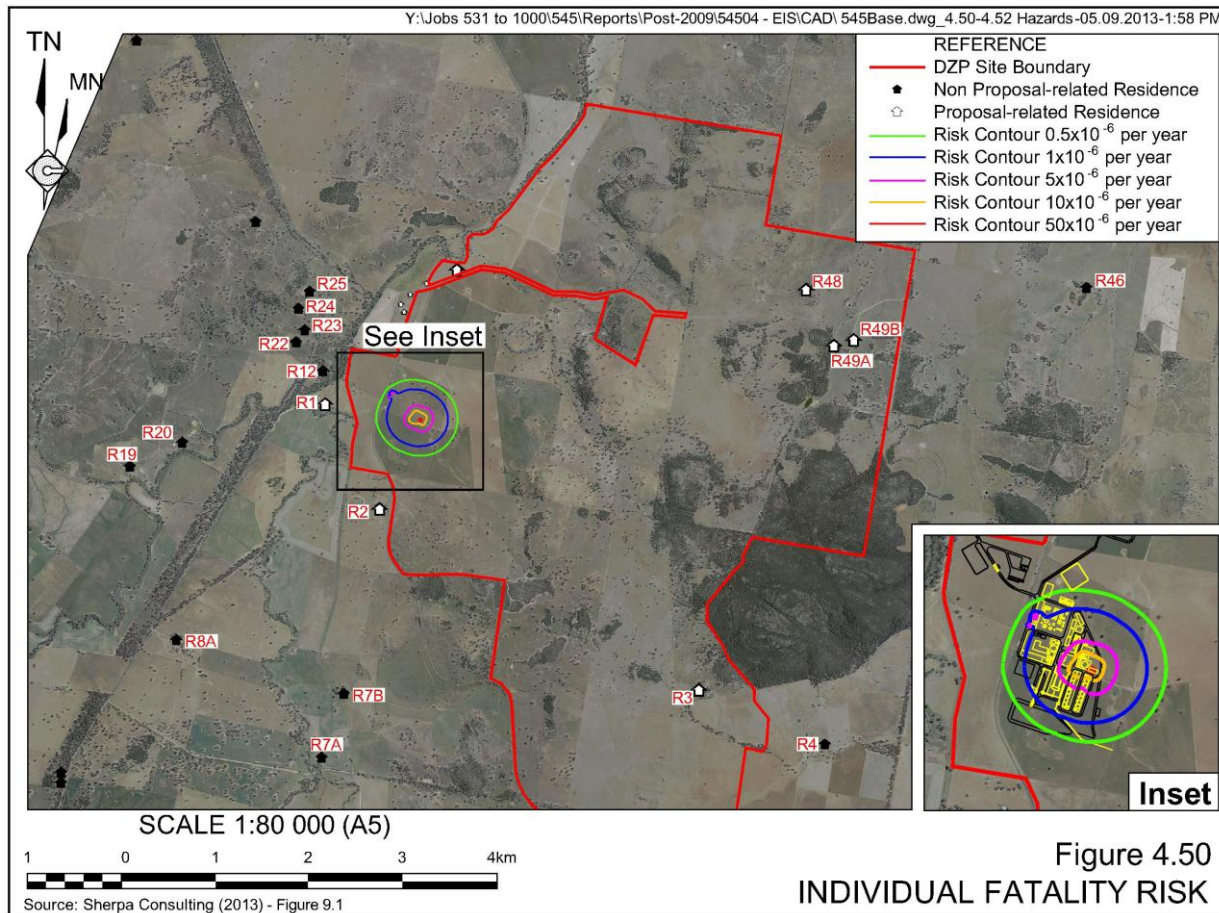 Y:\Jobs 531 to 1000\545\Reports\Post-2009\54504 - EIS\CAD\ 545Base.dwg_4.50-4.52 Hazards-05.09.2013-1:58 PM
TN
MN
REFERENCE
DZP Site Boundary
Non Proposal-related Residence
Proposal-related Residence
Risk Contour 0.5x10⁻⁶ per year
Risk Contour 1x10⁻⁶ per year
Risk Contour 5x10⁻⁶ per year
Risk Contour 10x10⁻⁶ per year
Risk Contour 50x10⁻⁶ per year
R25
R24
R23
R22
R12
R1
R20
R19
R2
See Inset
R48
R46
R49B
R49A
R8A
R7B
R7A
R3
R4
Inset
SCALE 1:80 000 (A5)
1 0 1 2 3 4km
Source: Sherpa Consulting (2013) - Figure 9.1
Figure 4.50
INDIVIDUAL FATALITY RISK